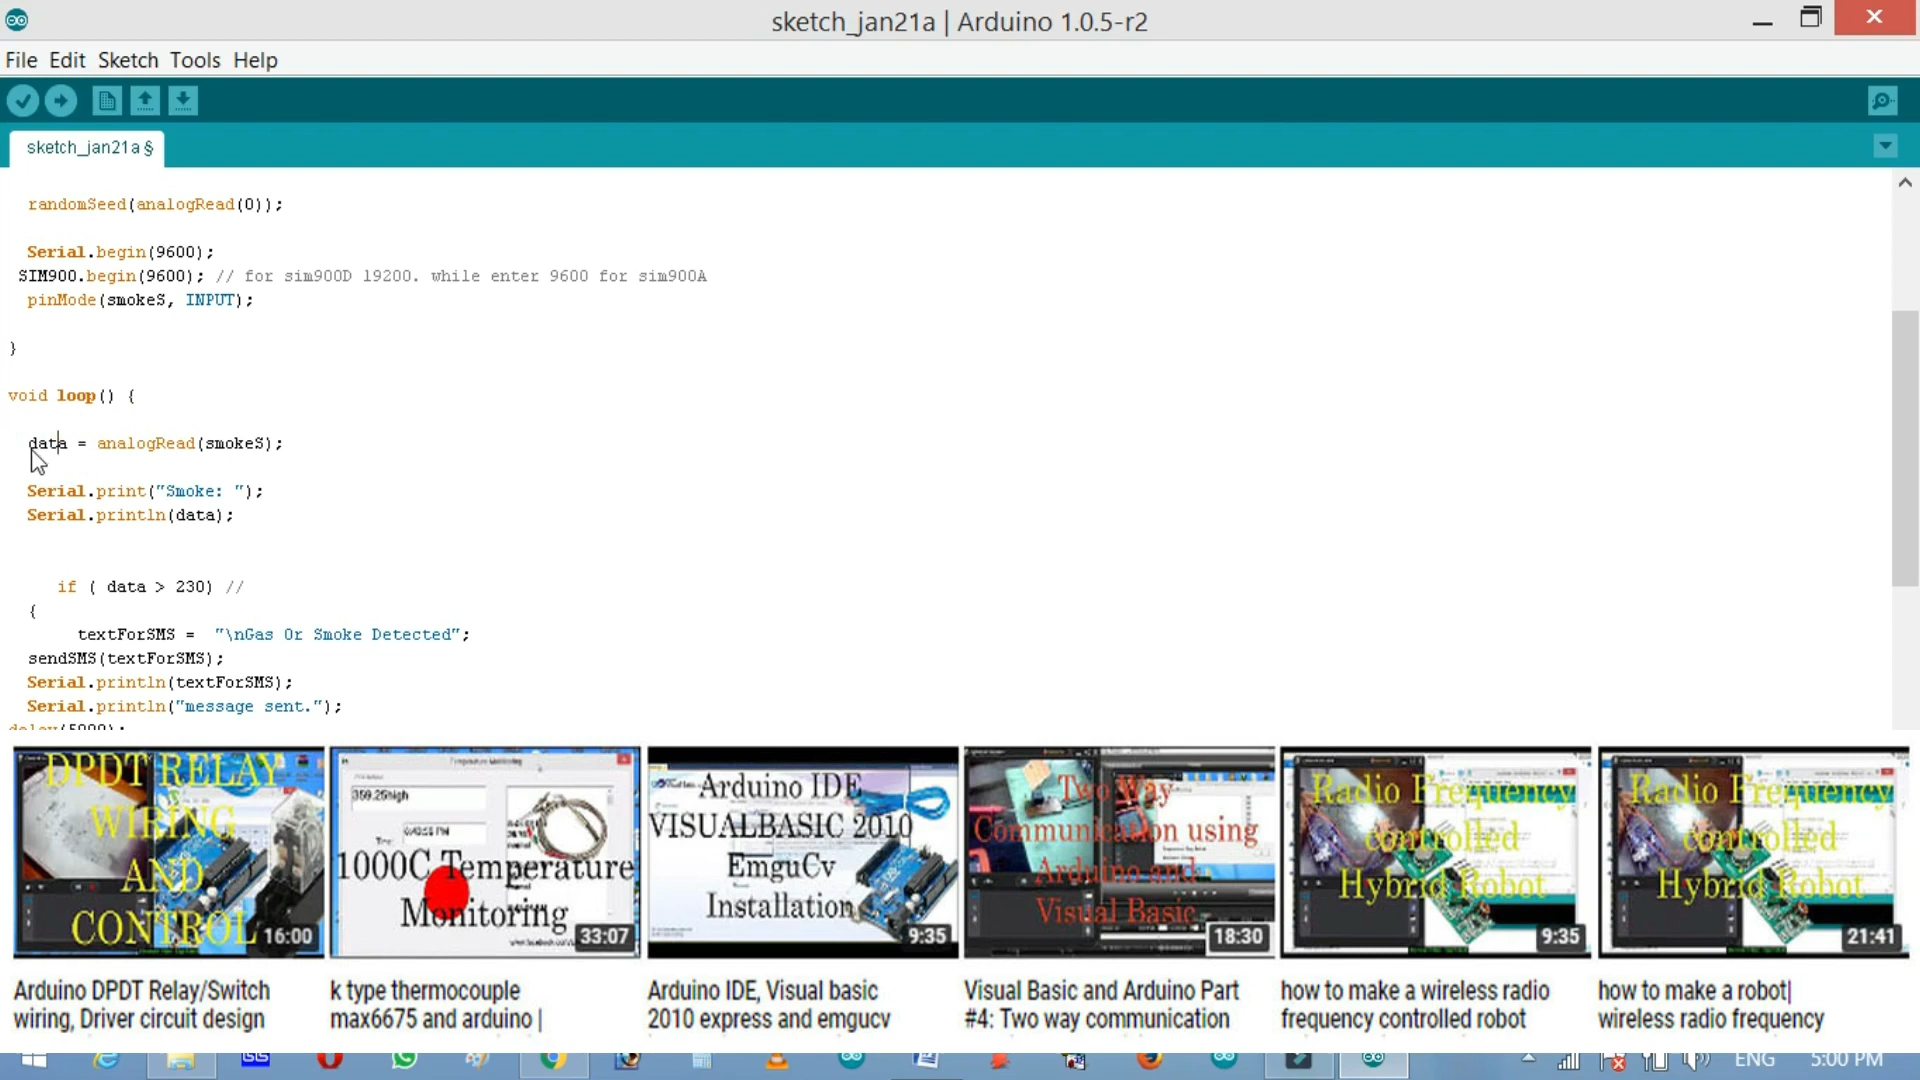 sketch_jan21a | Arduino 1.0.5-r2
File Edit Sketch Tools Help
sketch_jan21a §
randomSeed(analogRead(0));
Serial.begin(9600);
SIM900.begin(9600); // for sim900D 19200. while enter 9600 for sim900A
pinMode(smokeS, INPUT);
}
void loop() {
data = analogRead(smokeS);
Serial.print("Smoke: ");
Serial.println(data);
if ( data > 230) //
{
textForSMS = "\nGas Or Smoke Detected";
sendSMS(textForSMS);
Serial.println(textForSMS);
Serial.println("message sent.");
delay(5000);
DPDT RELAY
WIRING
AND
CONTROL
16:00
Temperature Monitoring
359.25high
1000C Temperature
Monitoring
33:07
Arduino IDE
VISUALBASIC 2010
EmguCv
Installation
9:35
Two Way
Communication using
Arduino and
Visual Basic
18:30
Radio Frequency
controlled
Hybrid Robot
9:35
Radio Frequency
controlled
Hybrid Robot
21:41
Arduino DPDT Relay/Switch
wiring, Driver circuit design
k type thermocouple
max6675 and arduino |
Arduino IDE, Visual basic
2010 express and emgucv
Visual Basic and Arduino Part
#4: Two way communication
how to make a wireless radio
frequency controlled robot
how to make a robot|
wireless radio frequency
ENG 5:00 PM